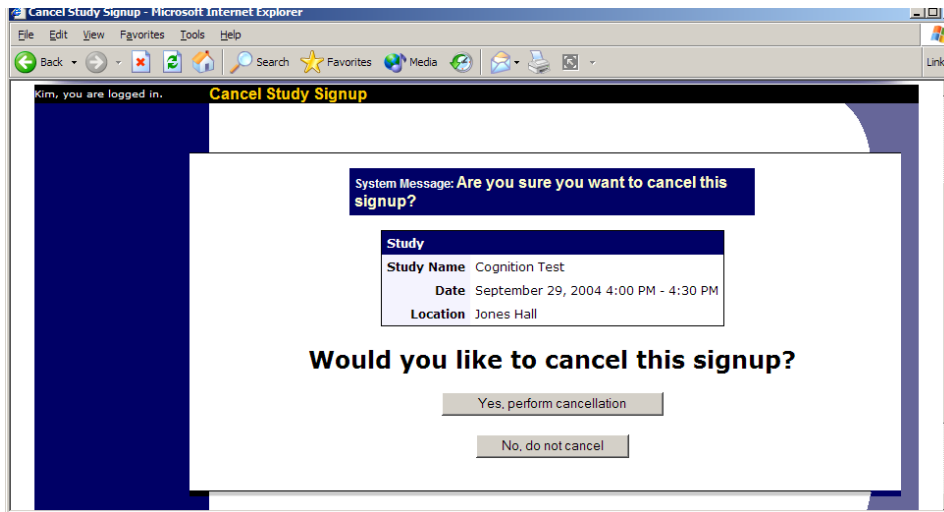 Cancel Study Signup - Microsoft Internet Explorer
File Edit View Favorites Tools Help
Back Search Favorites Media
Link
Kim, you are logged in. Cancel Study Signup
System Message: Are you sure you want to cancel this
signup?
Study
Study Name Cognition Test
Date September 29, 2004 4:00 PM - 4:30 PM
Location Jones Hall
Would you like to cancel this signup?
Yes, perform cancellation
No, do not cancel